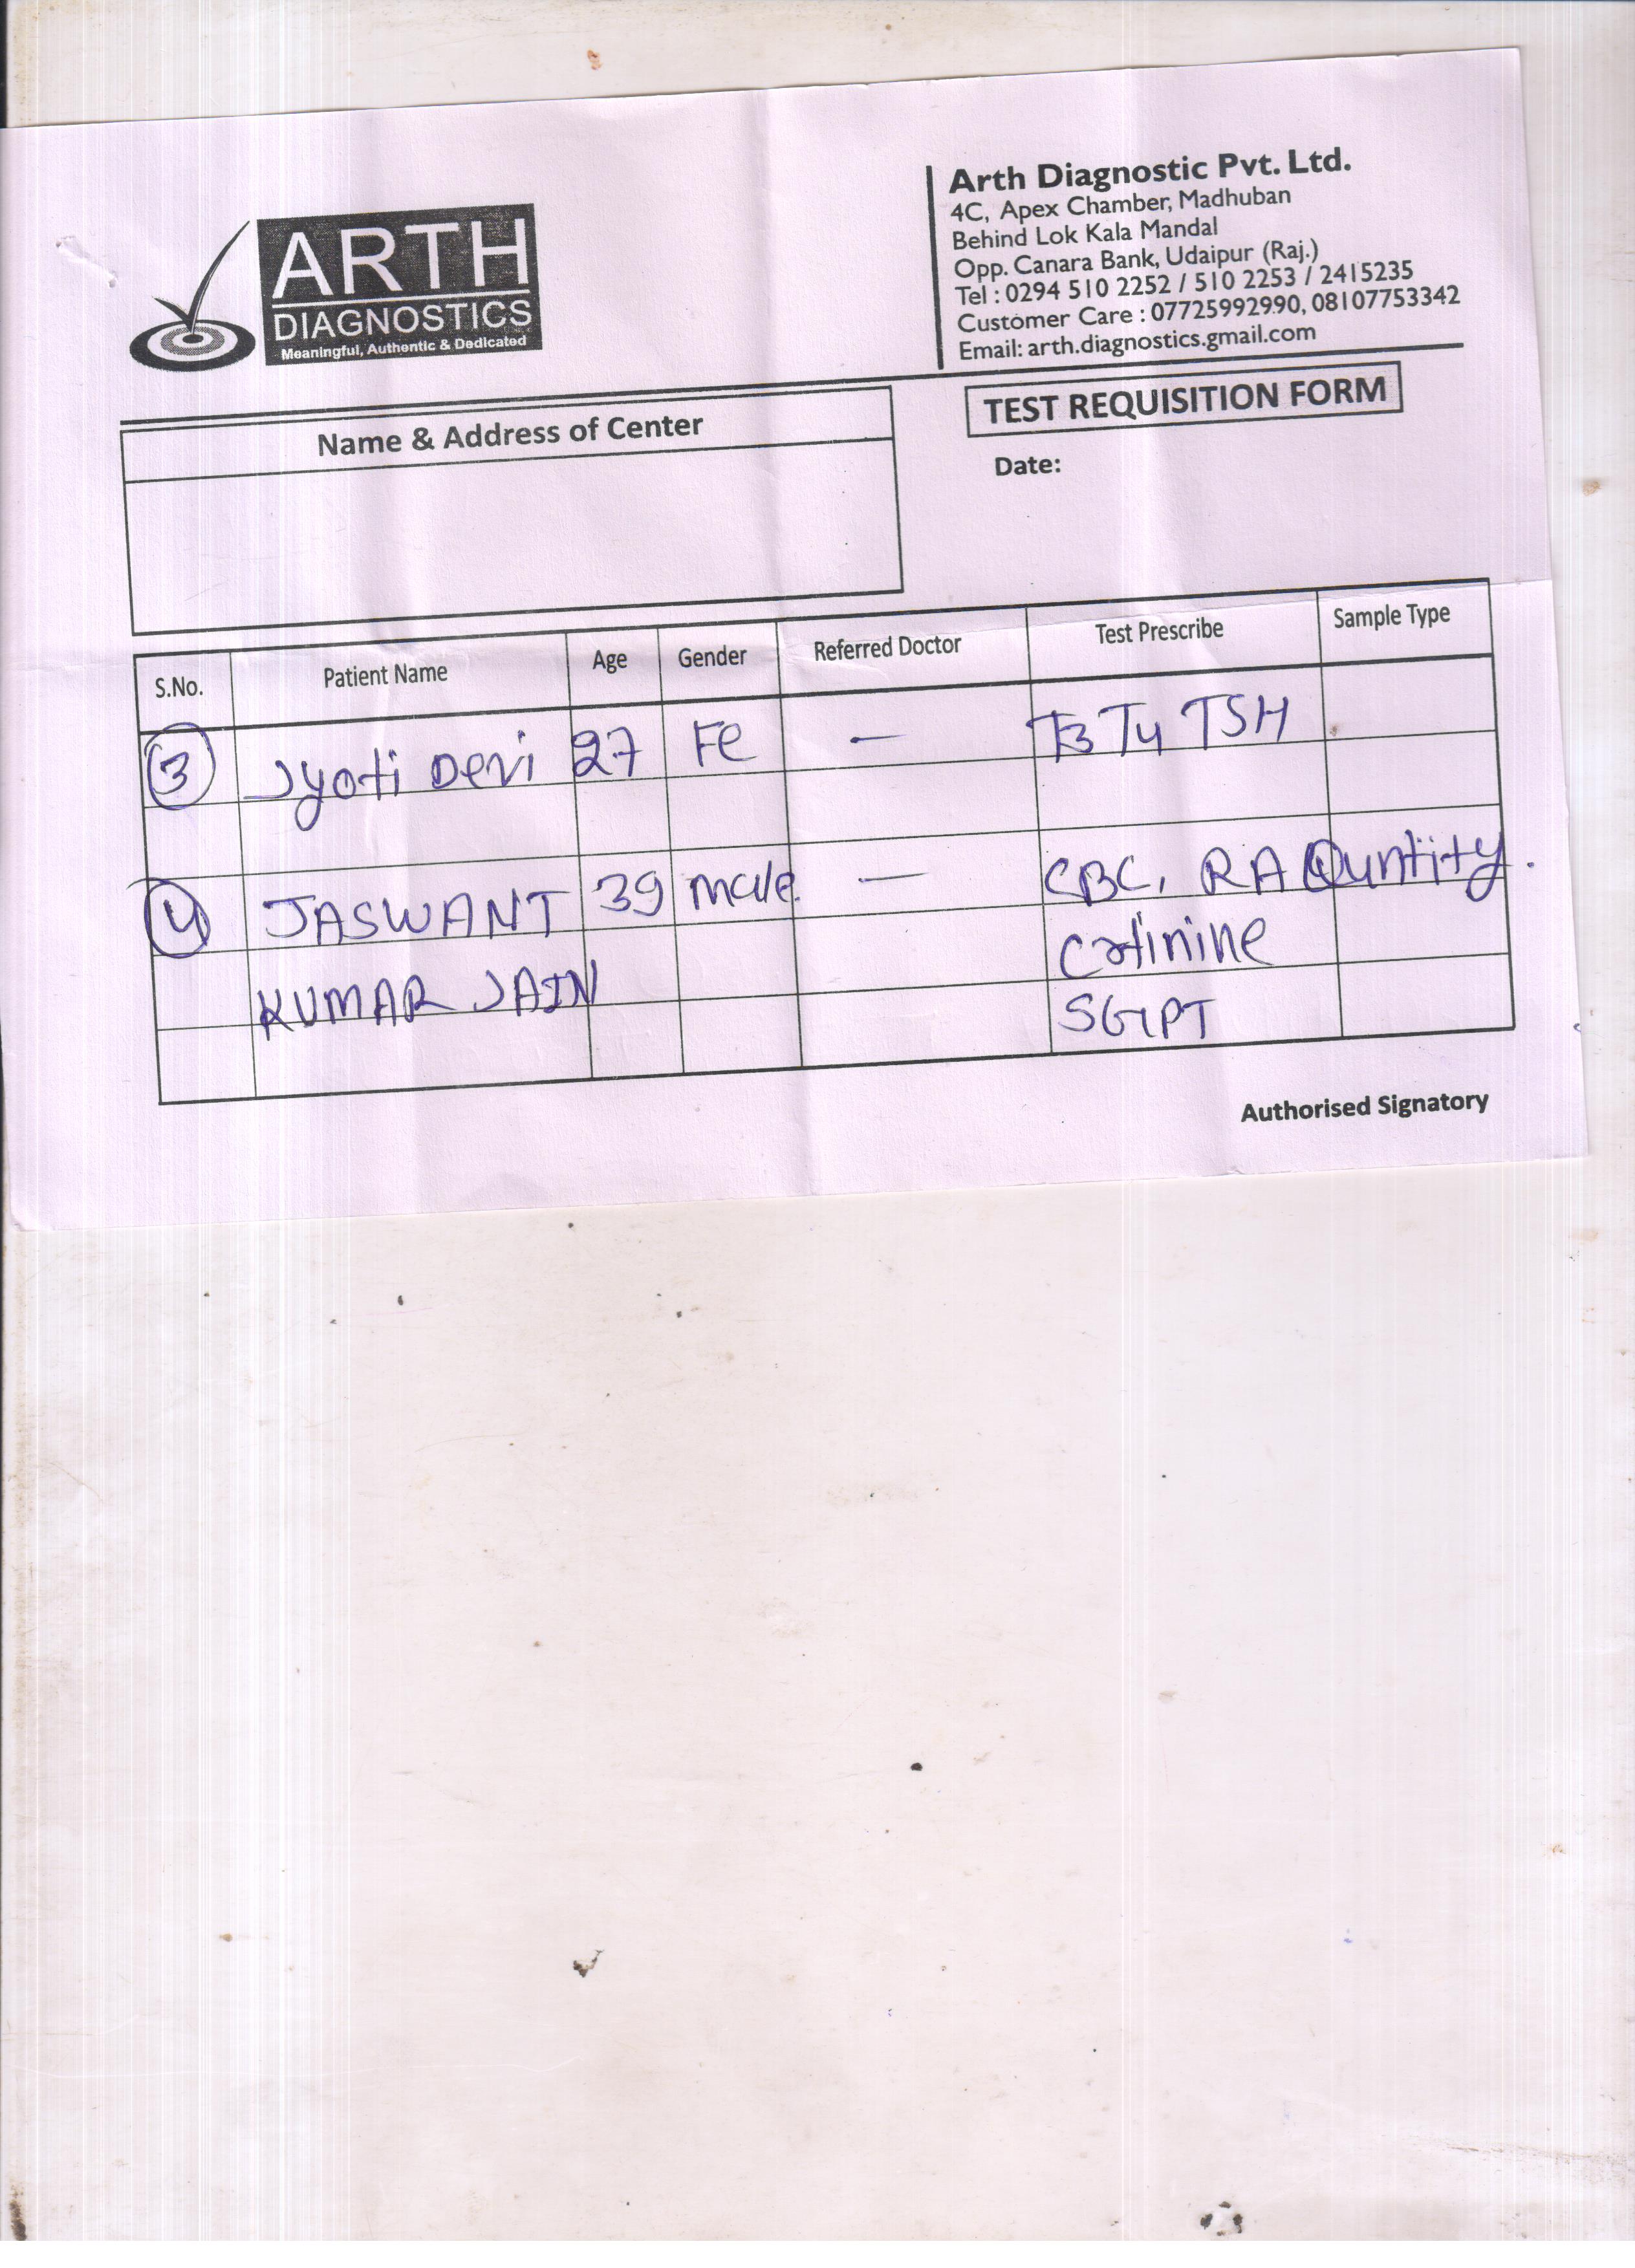 ARTH
DIAGNOSTICS
Meaningful, Authentic & Dedicated
Arth Diagnostic Pvt. Ltd.
4C, Apex Chamber, Madhuban
Behind Lok Kala Mandal
Opp. Canara Bank, Udaipur (Raj.)
Tel : 0294 510 2252 / 510 2253 / 2415235
Customer Care : 07725992990, 08107753342
Email: arth.diagnostics.gmail.com
Name & Address of Center
TEST REQUISITION FORM
Date:
S.No. Patient Name Age Gender Referred Doctor Test Prescribe Sample Type
3 Jyoti Devi 27 Fe — T3 T4 TSH
4 JASWANT 39 male. — CBC, RA Quntity.
KUMAR JAIN Cratinine
SGPT
Authorised Signatory